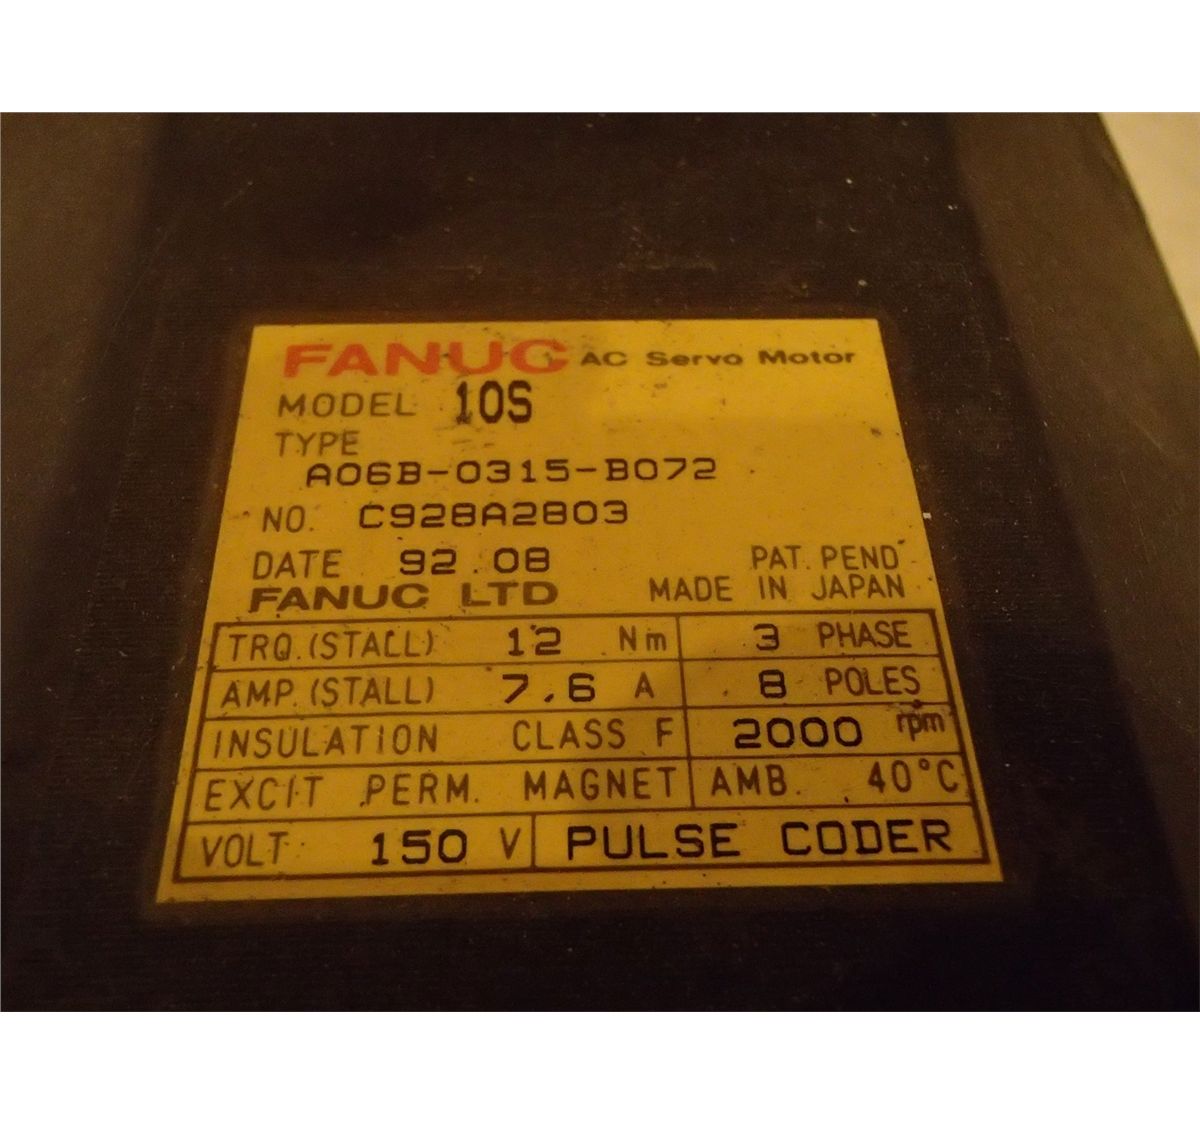 FANUC AC Servo Motor
MODEL 10S
TYPE
A06B-0315-B072
NO. C928A2803
DATE 92.08 PAT. PEND
FANUC LTD MADE IN JAPAN
TRQ.(STALL) 12 Nm 3 PHASE
AMP.(STALL) 7.6 A 8 POLES
INSULATION CLASS F 2000 rpm
EXCIT PERM. MAGNET AMB. 40°C
VOLT 150 V PULSE CODER